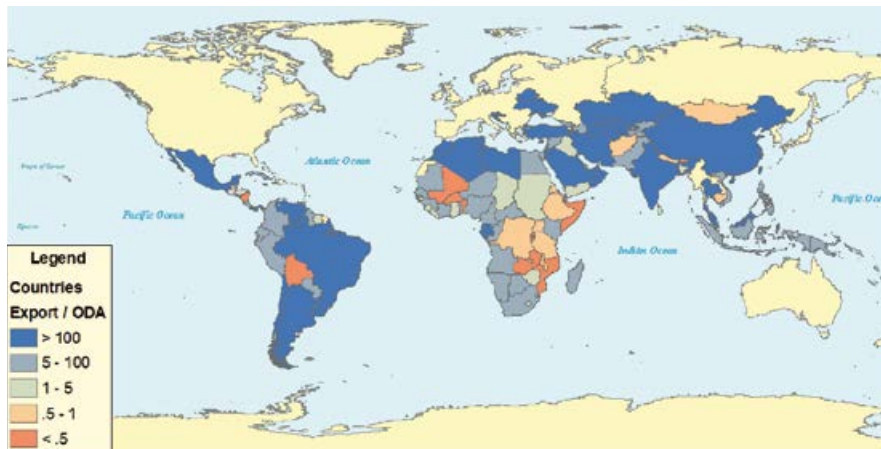 Atlantic Ocean
Pacific Oce
Pacific Ocean
Indian Ocean
Legend
Countries
Export / ODA
> 100
5 - 100
1 - 5
.5 - 1
< .5